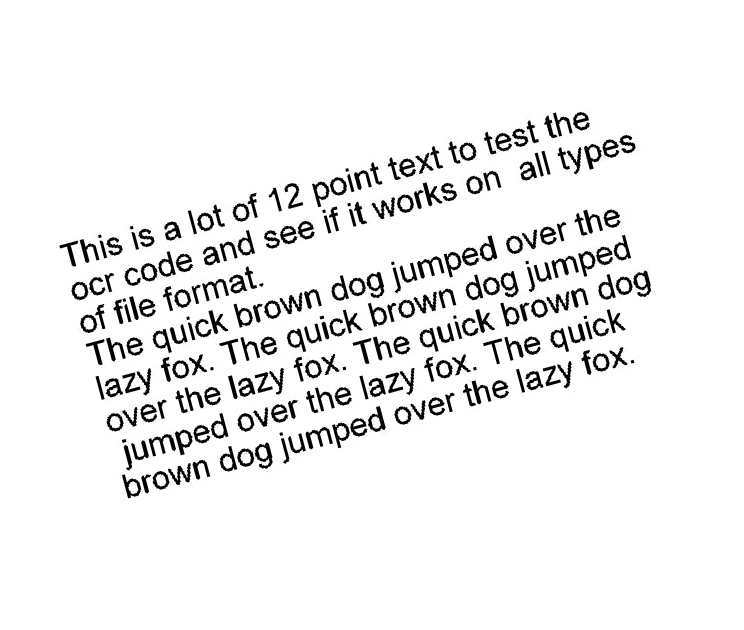 This is a lot of 12 point text to test the
ocr code and see if it works on  all types
of file format.
The quick brown dog jumped over the
lazy fox. The quick brown dog jumped
over the lazy fox. The quick brown dog
jumped over the lazy fox. The quick
brown dog jumped over the lazy fox.